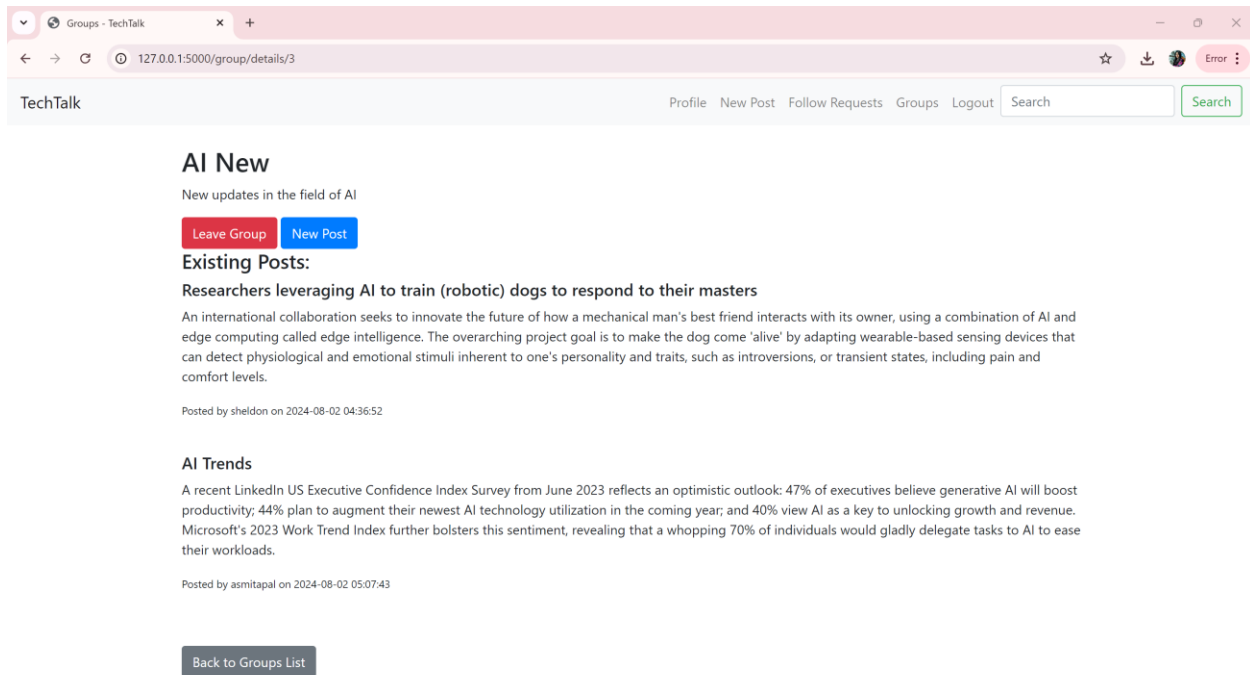 Groups - TechTalk
127.0.0.1:5000/group/details/3
Error
TechTalk
Profile New Post Follow Requests Groups Logout Search Search
AI New
New updates in the field of AI
Leave Group New Post
Existing Posts:
Researchers leveraging AI to train (robotic) dogs to respond to their masters
An international collaboration seeks to innovate the future of how a mechanical man's best friend interacts with its owner, using a combination of AI and
edge computing called edge intelligence. The overarching project goal is to make the dog come 'alive' by adapting wearable-based sensing devices that
can detect physiological and emotional stimuli inherent to one's personality and traits, such as introversions, or transient states, including pain and
comfort levels.
Posted by sheldon on 2024-08-02 04:36:52
AI Trends
A recent LinkedIn US Executive Confidence Index Survey from June 2023 reflects an optimistic outlook: 47% of executives believe generative AI will boost
productivity; 44% plan to augment their newest AI technology utilization in the coming year; and 40% view AI as a key to unlocking growth and revenue.
Microsoft's 2023 Work Trend Index further bolsters this sentiment, revealing that a whopping 70% of individuals would gladly delegate tasks to AI to ease
their workloads.
Posted by asmitapal on 2024-08-02 05:07:43
Back to Groups List